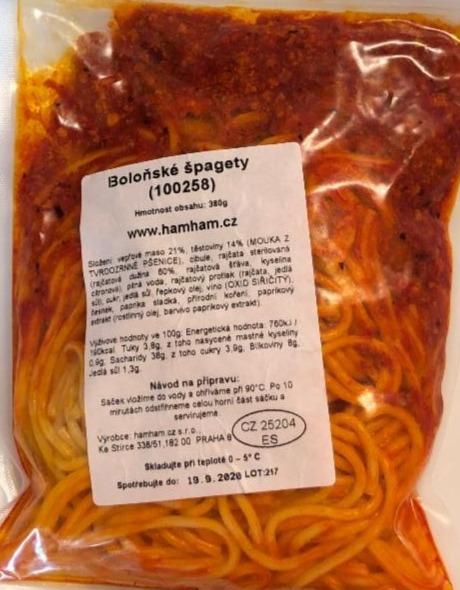 Boloňské špagety
(100258)
Hmotnost obsahu: 380g
www.hamham.cz
Složení: vepřové maso 21%, těstoviny 14% (MOUKA Z
TVRDOZRNNÉ PŠENICE), cibule, rajčata sterilovaná
(rajčatová dužina 60%, rajčatová šťáva, kyselina
citronová), pitná voda, rajčatový protlak (rajčata, jedlá
sůl), cukr, jedlá sůl, řepkový olej, víno (OXID SIŘIČITÝ),
česnek, paprika sladká, přírodní koření, paprikový
extrakt (rostlinný olej, barvivo paprikový extrakt).
Výživové hodnoty ve 100g: Energetická hodnota: 760kJ /
180kcal. Tuky 3,8g, z toho nasycené mastné kyseliny
0,9g, Sacharidy 38g, z toho cukry 3,9g, Bílkoviny 8g,
Jedlá sůl 1,3g.
Návod na přípravu:
Sáček vložíme do vody a ohříváme při 90°C. Po 10
minutách odstřihneme celou horní část sáčku a
servírujeme.
Výrobce: hamham.cz s.r.o.,
Ke Stírce 338/51,182 00 PRAHA 8
CZ 25204
ES
Skladujte při teplotě 0 – 5° C
Spotřebujte do: 19.9.2020 LOT:217